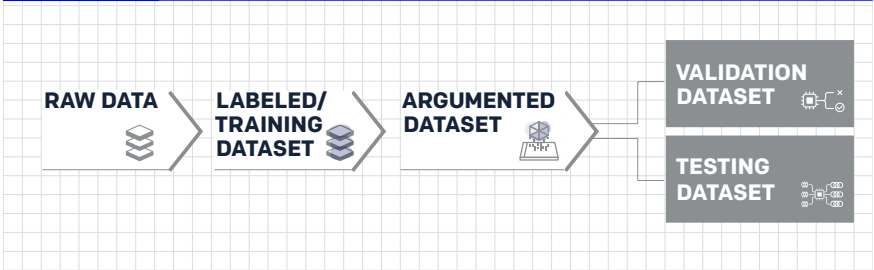 RAW DATA
LABELED/
TRAINING
DATASET
ARGUMENTED
DATASET
VALIDATION
DATASET
TESTING
DATASET